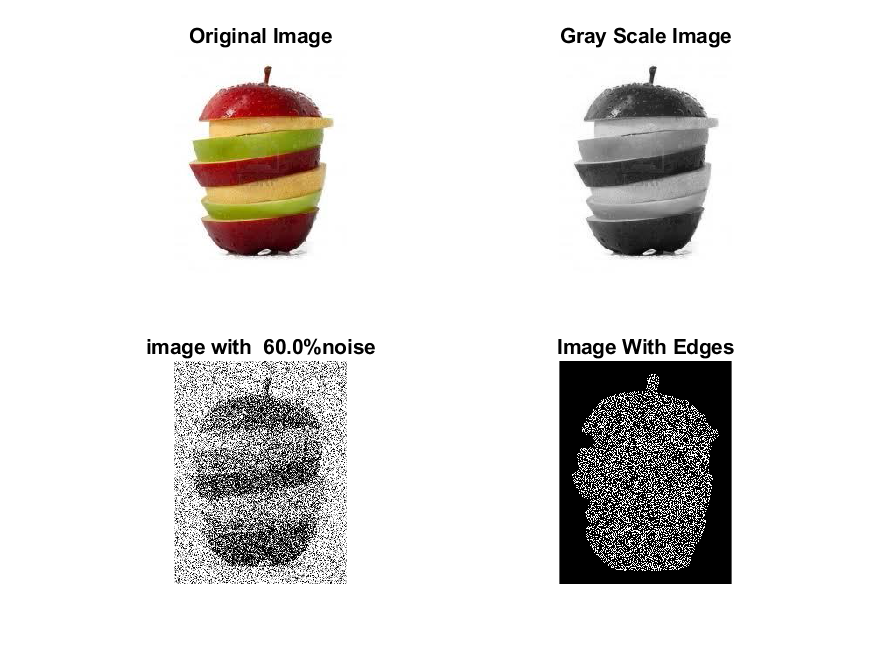 Original Image
Gray Scale Image
image with  60.0%noise
Image With Edges